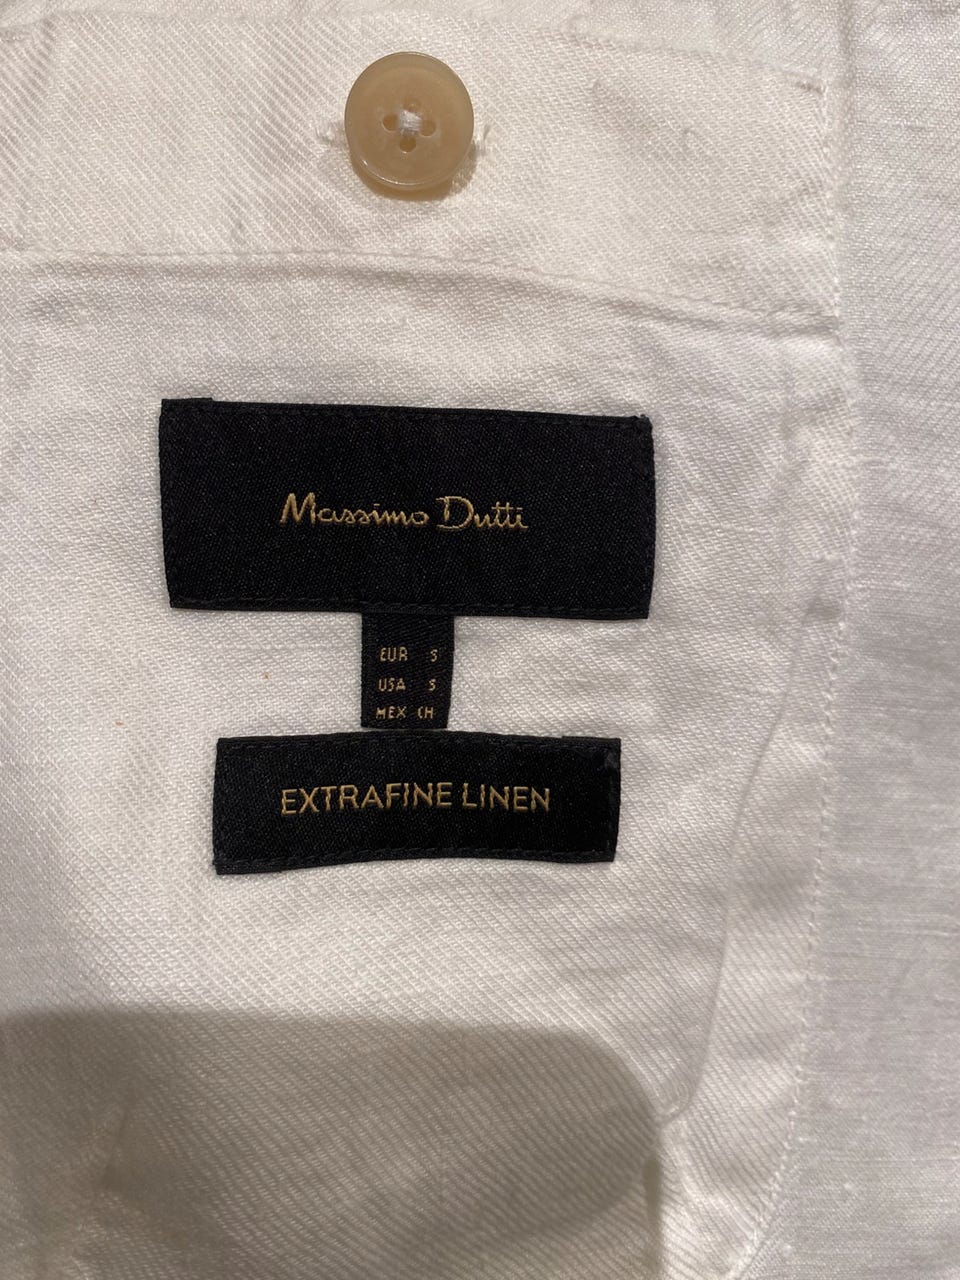 Massimo Dutti
EUR S
USA S
MEX CH
EXTRAFINE LINEN